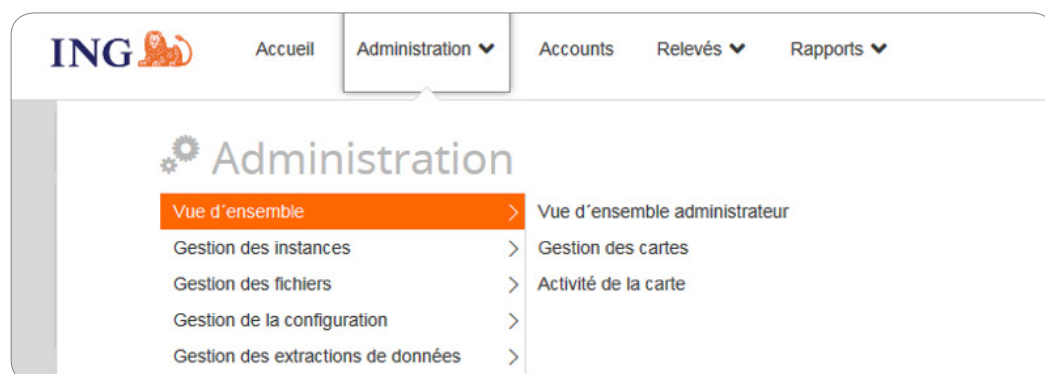 ING Accueil Administration Accounts Relevés Rapports
Administration
Vue d´ensemble
Gestion des instances
Gestion des fichiers
Gestion de la configuration
Gestion des extractions de données
Vue d´ensemble administrateur
Gestion des cartes
Activité de la carte